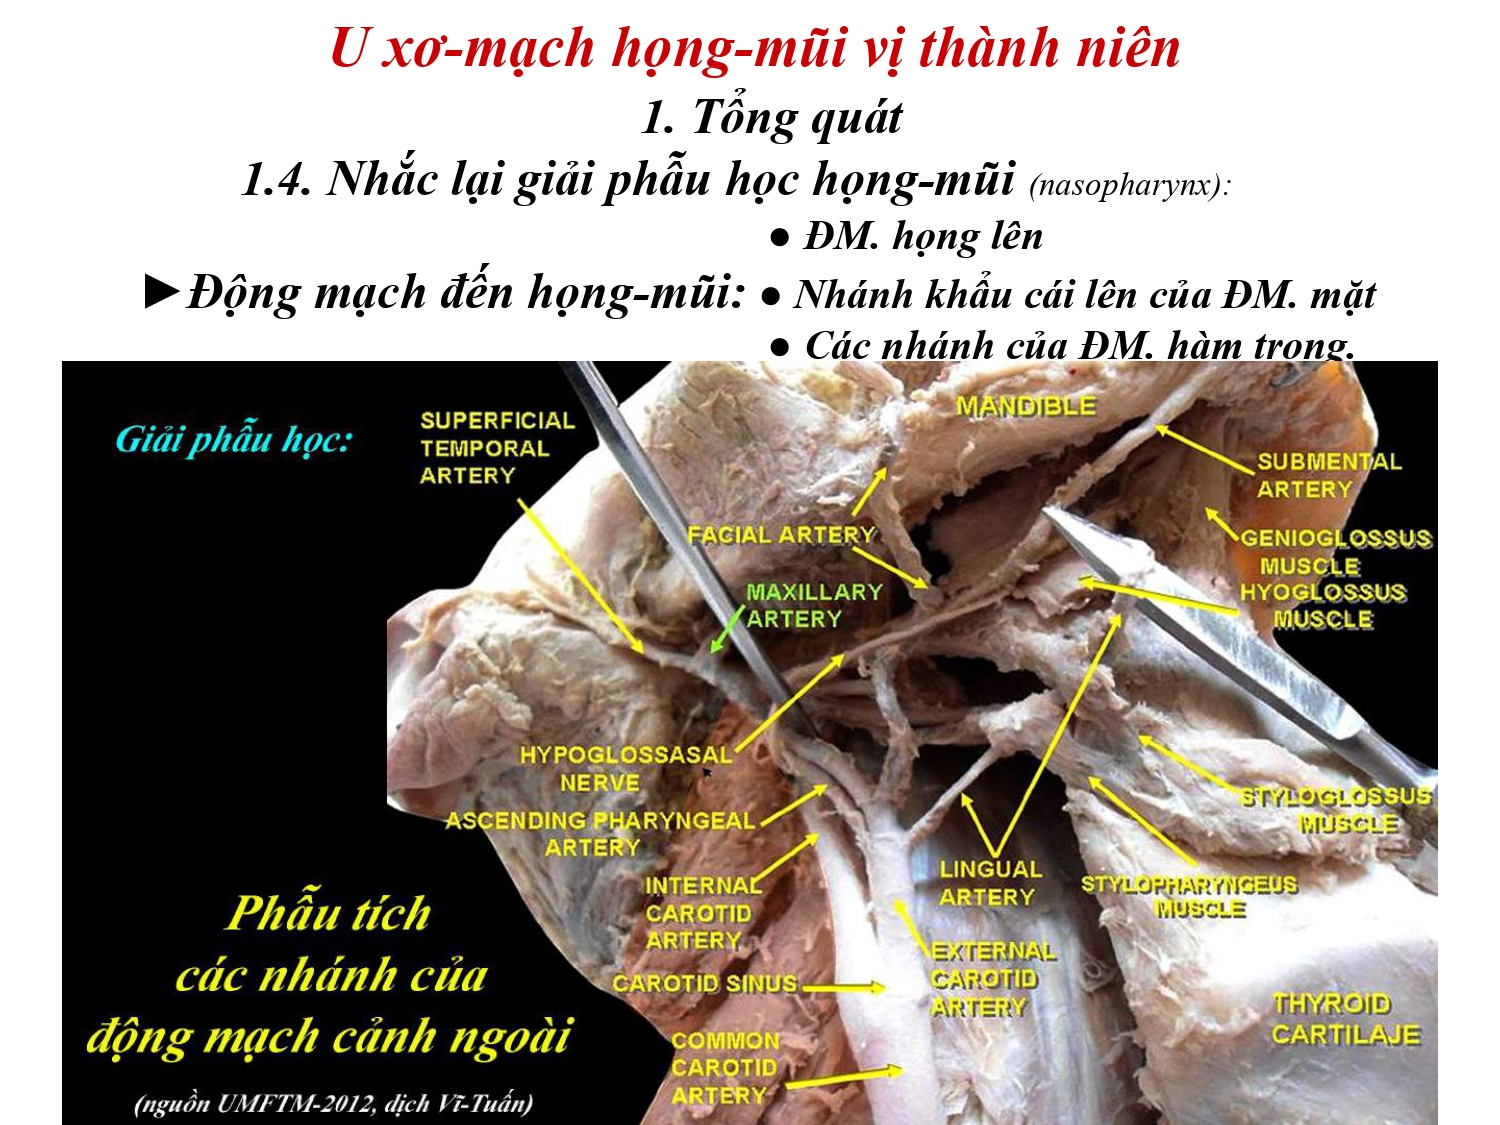 U xơ-mạch họng-mũi vị thành niên
1. Tổng quát
1.4. Nhắc lại giải phẫu học họng-mũi (nasopharynx):
● ĐM. họng lên
►Động mạch đến họng-mũi: ● Nhánh khẩu cái lên của ĐM. mặt
● Các nhánh của ĐM. hàm trong.
Giải phẫu học:
SUPERFICIAL
TEMPORAL
ARTERY
MANDIBLE
SUBMENTAL
ARTERY
FACIAL ARTERY
GENIOGLOSSUS
MUSCLE
HYOGLOSSUS
MUSCLE
MAXILLARY
ARTERY
HYPOGLOSSASAL
NERVE
ASCENDING PHARYNGEAL
ARTERY
STYLOGLOSSUS
MUSCLE
LINGUAL
ARTERY
STYLOPHARYNGEUS
MUSCLE
INTERNAL
CAROTID
ARTERY
EXTERNAL
CAROTID
ARTERY
CAROTID SINUS
THYROID
CARTILAJE
COMMON
CAROTID
ARTERY
Phẫu tích
các nhánh của
động mạch cảnh ngoài
(nguồn UMFTM-2012, dịch Vĩ-Tuấn)